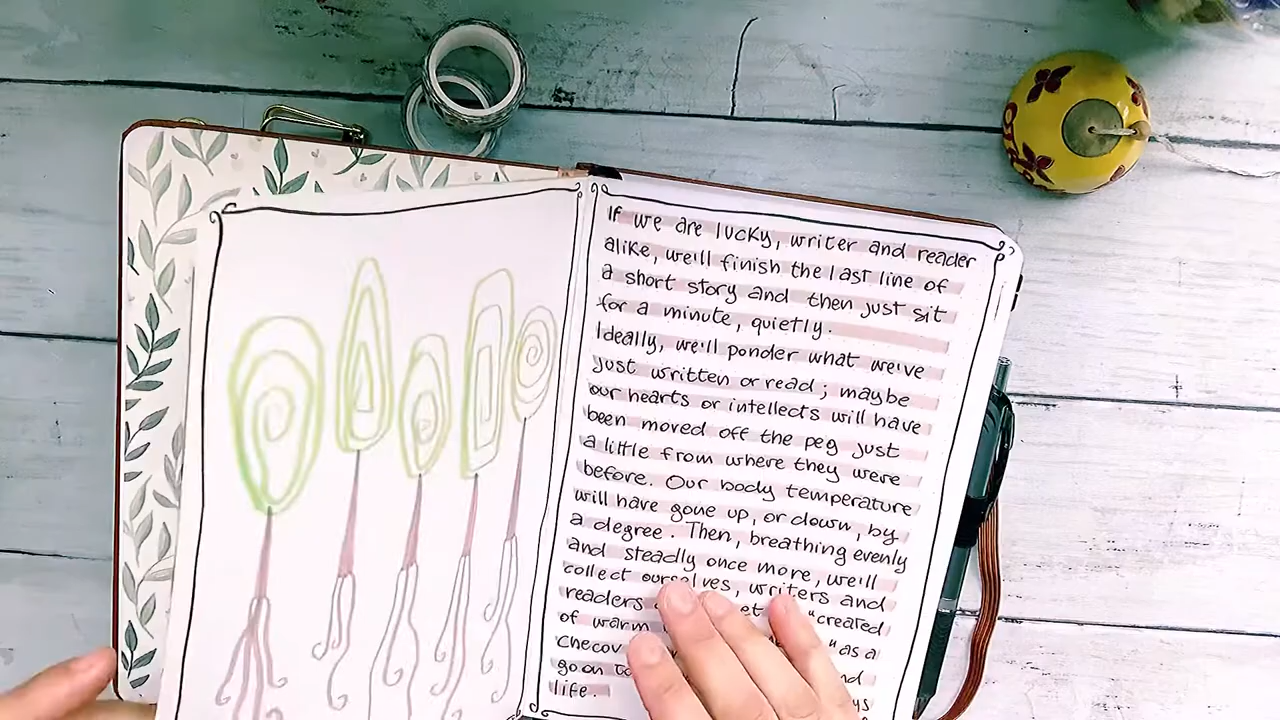 If we are lucky, writer and reader
alike, we'll finish the last line of
a short story and then just sit
for a minute, quietly.
Ideally, we'll ponder what we've
just written or read; maybe
our hearts or intellects will have
been moved off the peg just
a little from where they were
before. Our body temperature
will have gone up, or down, by
a degree. Then, breathing evenly
and steadly once more, we'll
collect ourselves, writers and
readers "created
of warm "as a
go on
life.